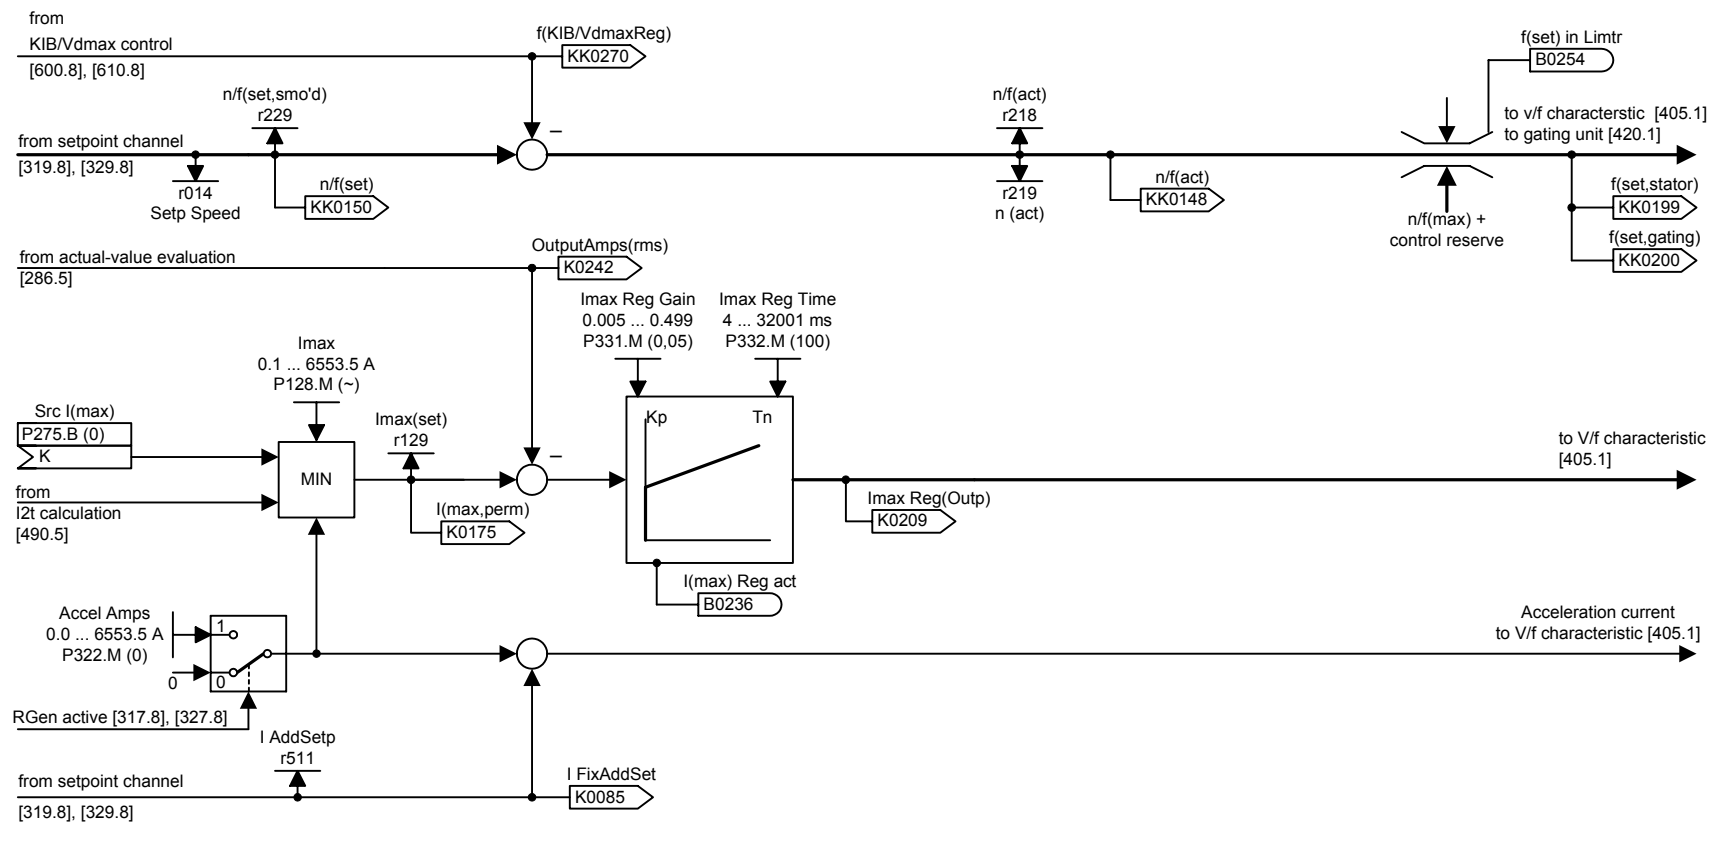 from
KIB/Vdmax control
[600.8], [610.8]
f(KIB/VdmaxReg)
KK0270
n/f(set,smo'd)
r229
from setpoint channel
[319.8], [329.8]
r014
Setp Speed
n/f(set)
KK0150
–
n/f(act)
r218
r219
n (act)
n/f(act)
KK0148
f(set) in Limtr
B0254
to v/f characterstic [405.1]
to gating unit [420.1]
n/f(max) +
control reserve
f(set,stator)
KK0199
f(set,gating)
KK0200
from actual-value evaluation
[286.5]
OutputAmps(rms)
K0242
Imax Reg Gain
0.005 ... 0.499
P331.M (0,05)
Imax Reg Time
4 ... 32001 ms
P332.M (100)
Imax
0.1 ... 6553.5 A
P128.M (~)
Src I(max)
P275.B (0)
K
from
I2t calculation
[490.5]
MIN
Imax(set)
r129
I(max,perm)
K0175
–
Kp
Tn
I(max) Reg act
B0236
Imax Reg(Outp)
K0209
to V/f characteristic
[405.1]
Accel Amps
0.0 ... 6553.5 A
P322.M (0)
1
0
0
RGen active [317.8], [327.8]
Acceleration current
to V/f characteristic [405.1]
I AddSetp
r511
from setpoint channel
[319.8], [329.8]
I FixAddSet
K0085